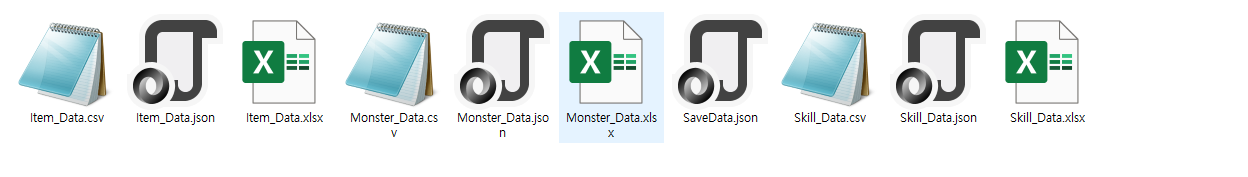 Item_Data.csv
Item_Data.json
Item_Data.xlsx
Monster_Data.cs
v
Monster_Data.jso
n
Monster_Data.xls
x
SaveData.json
Skill_Data.csv
Skill_Data.json
Skill_Data.xlsx